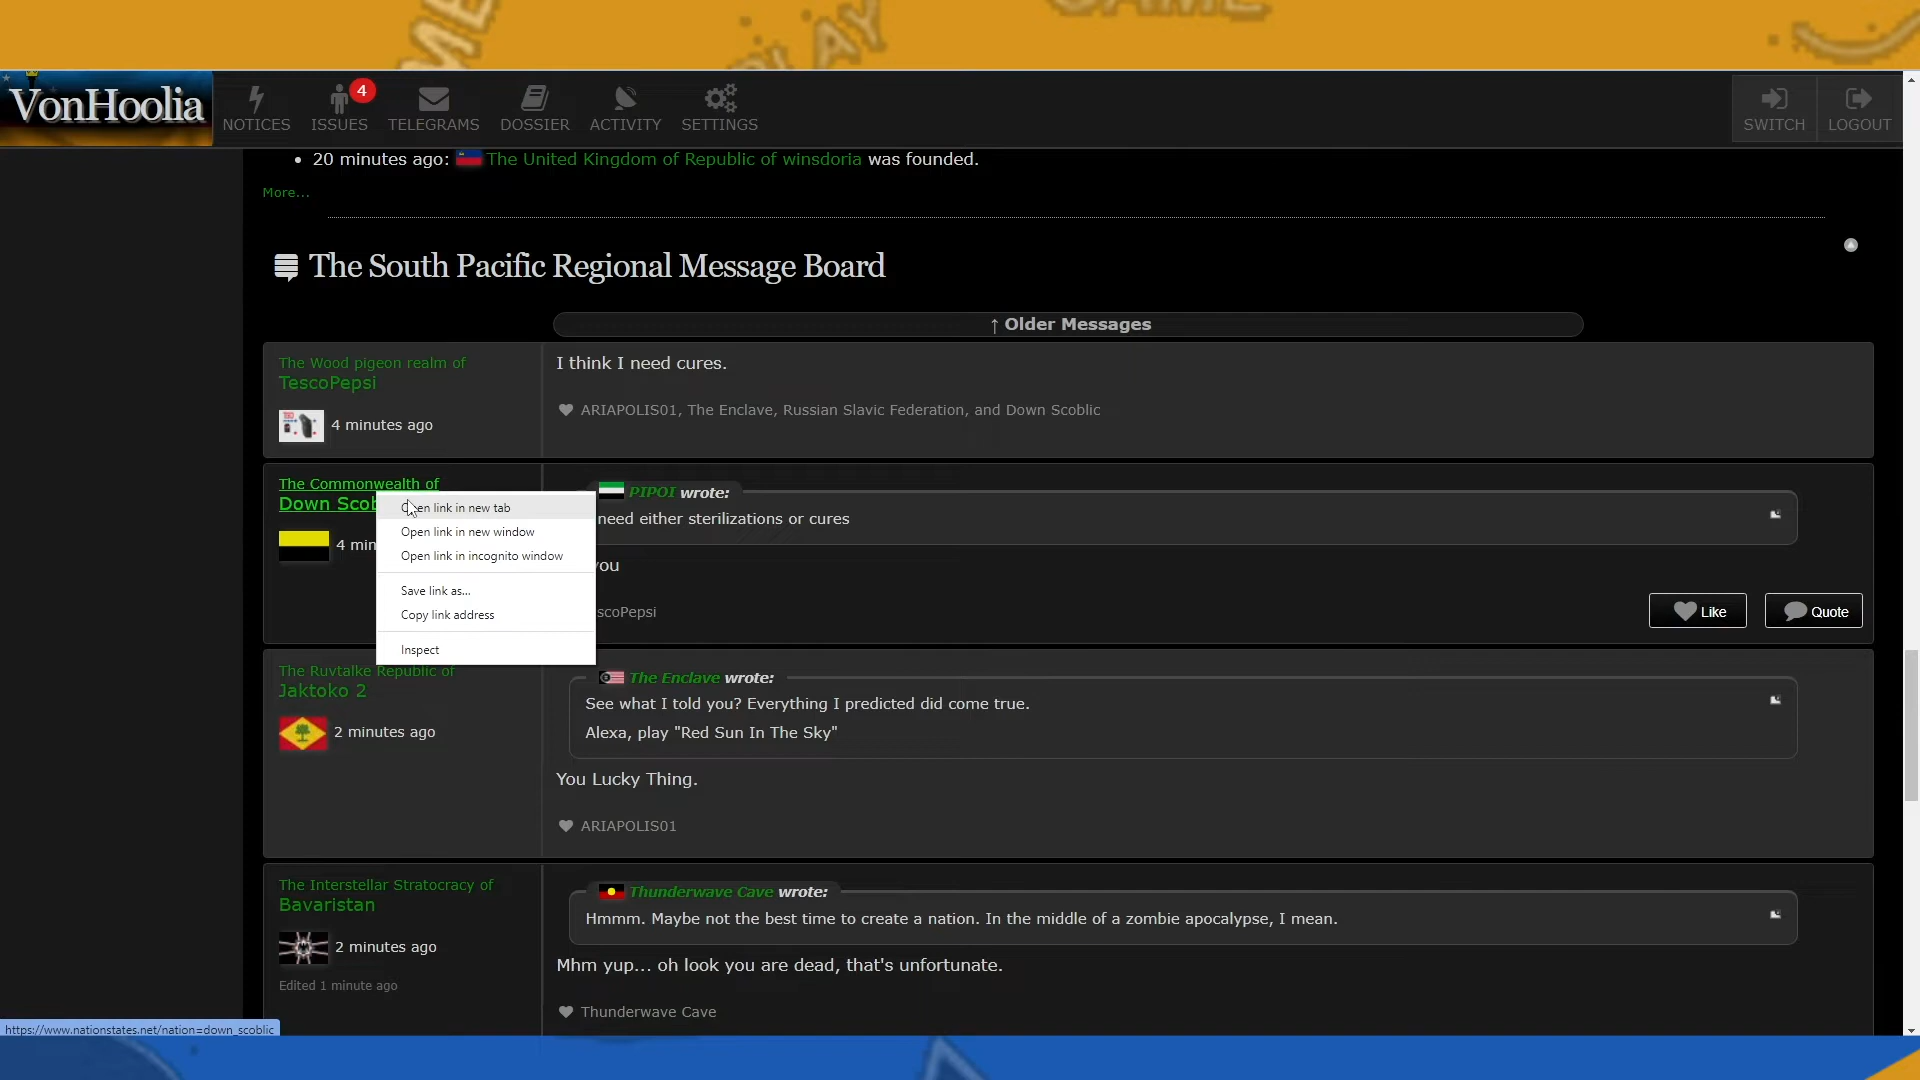 VonHoolia
NOTICES
4
ISSUES
TELEGRAMS
DOSSIER
ACTIVITY
SETTINGS
SWITCH
LOGOUT
• 20 minutes ago: The United Kingdom of Republic of winsdoria was founded.
More...
The South Pacific Regional Message Board
↑ Older Messages
The Wood pigeon realm of
TescoPepsi
4 minutes ago
I think I need cures.
ARIAPOLIS01, The Enclave, Russian Slavic Federation, and Down Scoblic
The Commonwealth of
Down Scob
4 min
PIPOI wrote:
need either sterilizations or cures
you
scoPepsi
Like
Quote
Open link in new tab
Open link in new window
Open link in incognito window
Save link as...
Copy link address
Inspect
The Ruvtalke Republic of
Jaktoko 2
2 minutes ago
The Enclave wrote:
See what I told you? Everything I predicted did come true.
Alexa, play "Red Sun In The Sky"
You Lucky Thing.
ARIAPOLIS01
The Interstellar Stratocracy of
Bavaristan
2 minutes ago
Edited 1 minute ago
Thunderwave Cave wrote:
Hmmm. Maybe not the best time to create a nation. In the middle of a zombie apocalypse, I mean.
Mhm yup... oh look you are dead, that's unfortunate.
Thunderwave Cave
https://www.nationstates.net/nation=down_scoblic